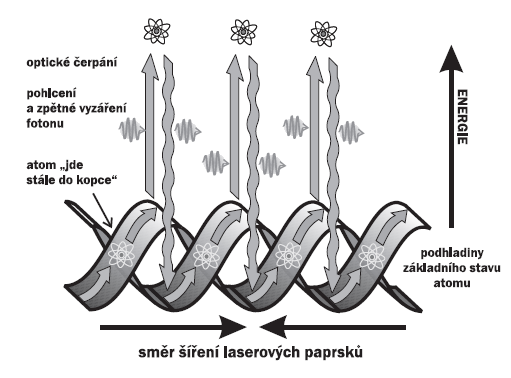 optické čerpání
pohlcení
a zpětné vyzáření
fotonu
atom „jde
stále do kopce“
ENERGIE
podhladiny
základního stavu
atomu
směr šíření laserových paprsků